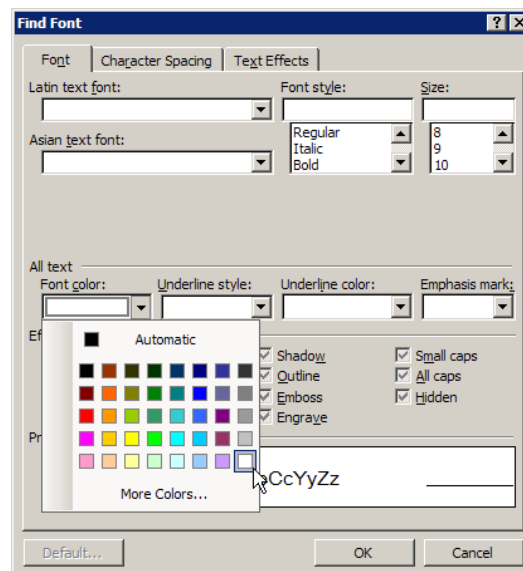 Find Font
Font Character Spacing Text Effects
Latin text font: Font style: Size:
Regular 8
Asian text font: Italic 9
Bold 10
All text
Font color: Underline style: Underline color: Emphasis mark:
Ef
Automatic
Shadow Small caps
Outline All caps
Emboss Hidden
Engrave
Pr
CcYyZz
More Colors...
Default... OK Cancel